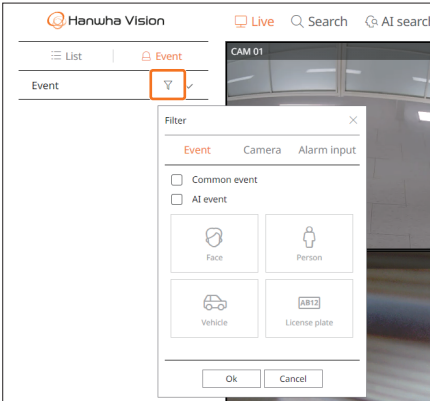 Hanwha Vision
Live Search AI search
List Event
CAM 01
Event
Filter
Event Camera Alarm input
Common event
AI event
Face Person
AB12
Vehicle License plate
Ok Cancel